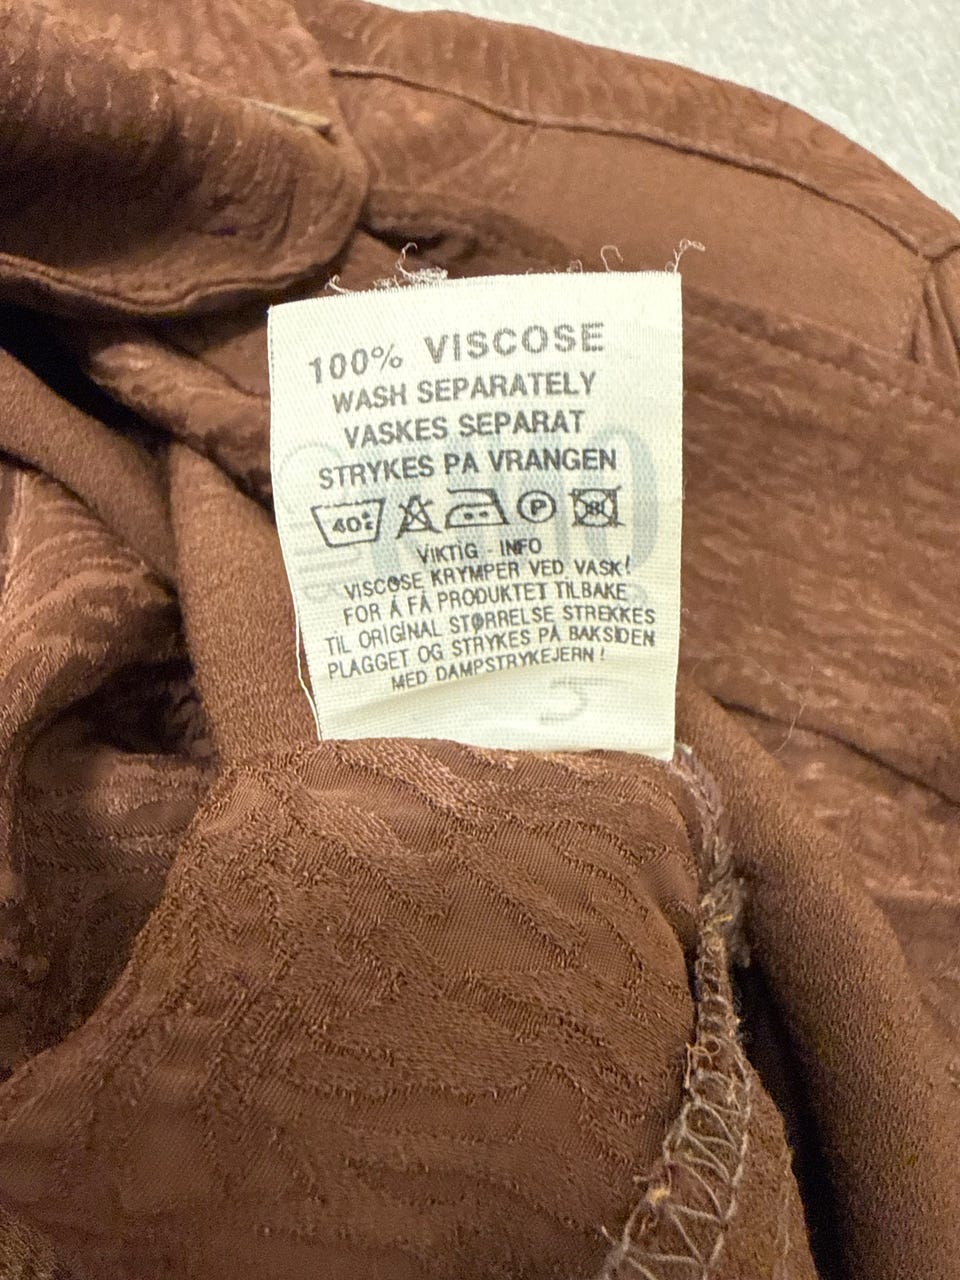 100% VISCOSE
WASH SEPARATELY
VASKES SEPARAT
STRYKES PA VRANGEN
40° P
VIKTIG - INFO
VISCOSE KRYMPER VED VASK!
FOR Å FÅ PRODUKTET TILBAKE
TIL ORIGINAL STØRRELSE STREKKES
PLAGGET OG STRYKES PÅ BAKSIDEN
MED DAMPSTRYKEJERN!